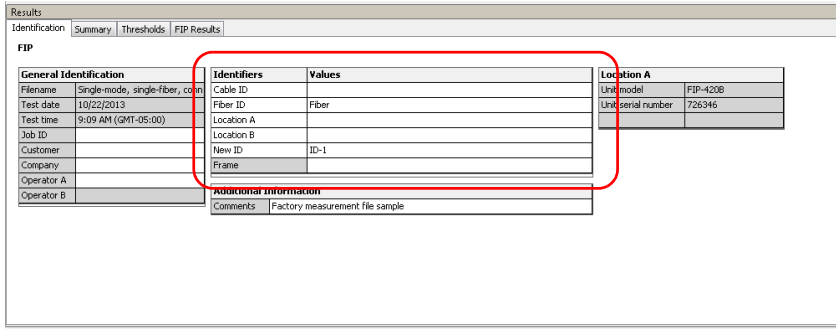 Results
Identification Summary Thresholds FIP Results
FIP
General Identification
Filename Single-mode, single-fiber, conn
Test date 10/22/2013
Test time 9:09 AM (GMT-05:00)
Job ID
Customer
Company
Operator A
Operator B
Identifiers Values
Cable ID
Fiber ID Fiber
Location A
Location B
New ID ID-1
Frame
Additional Information
Comments Factory measurement file sample
Location A
Unit model FIP-420B
Unit serial number 726346